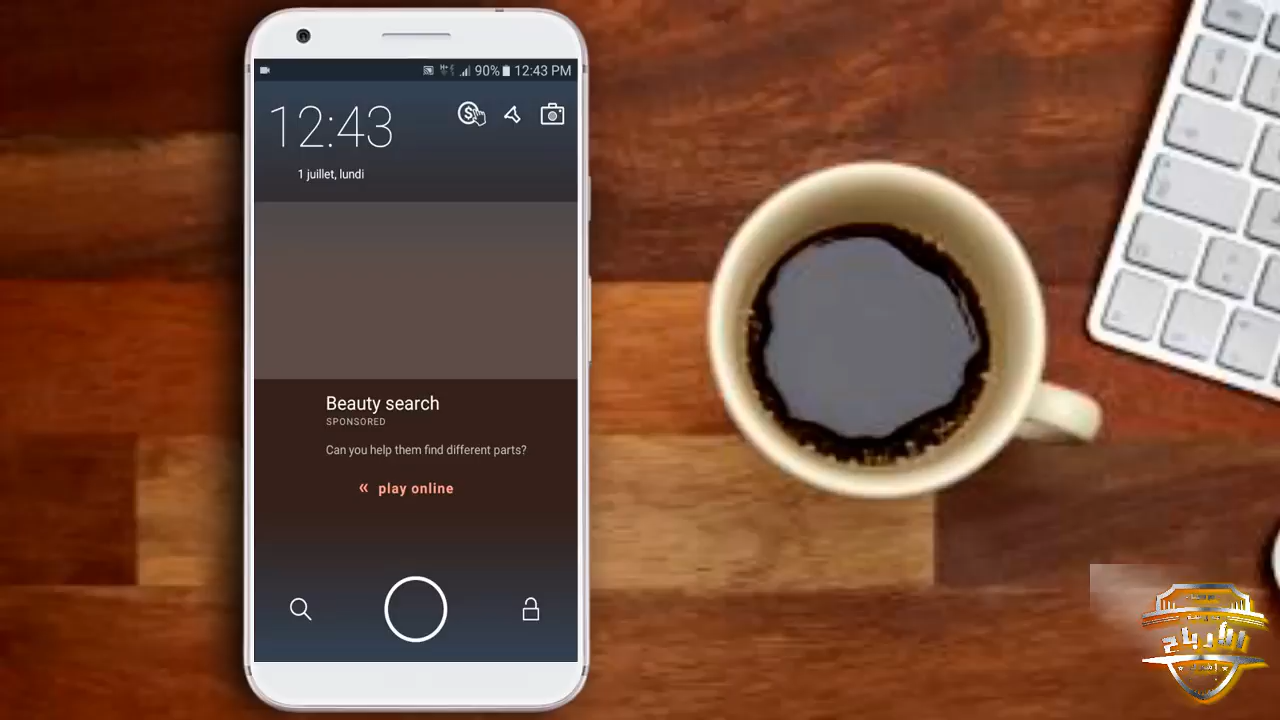 90% 12:43 PM
12:43
1 juillet, lundi
Beauty search
SPONSORED
Can you help them find different parts?
« play online
الأرباح